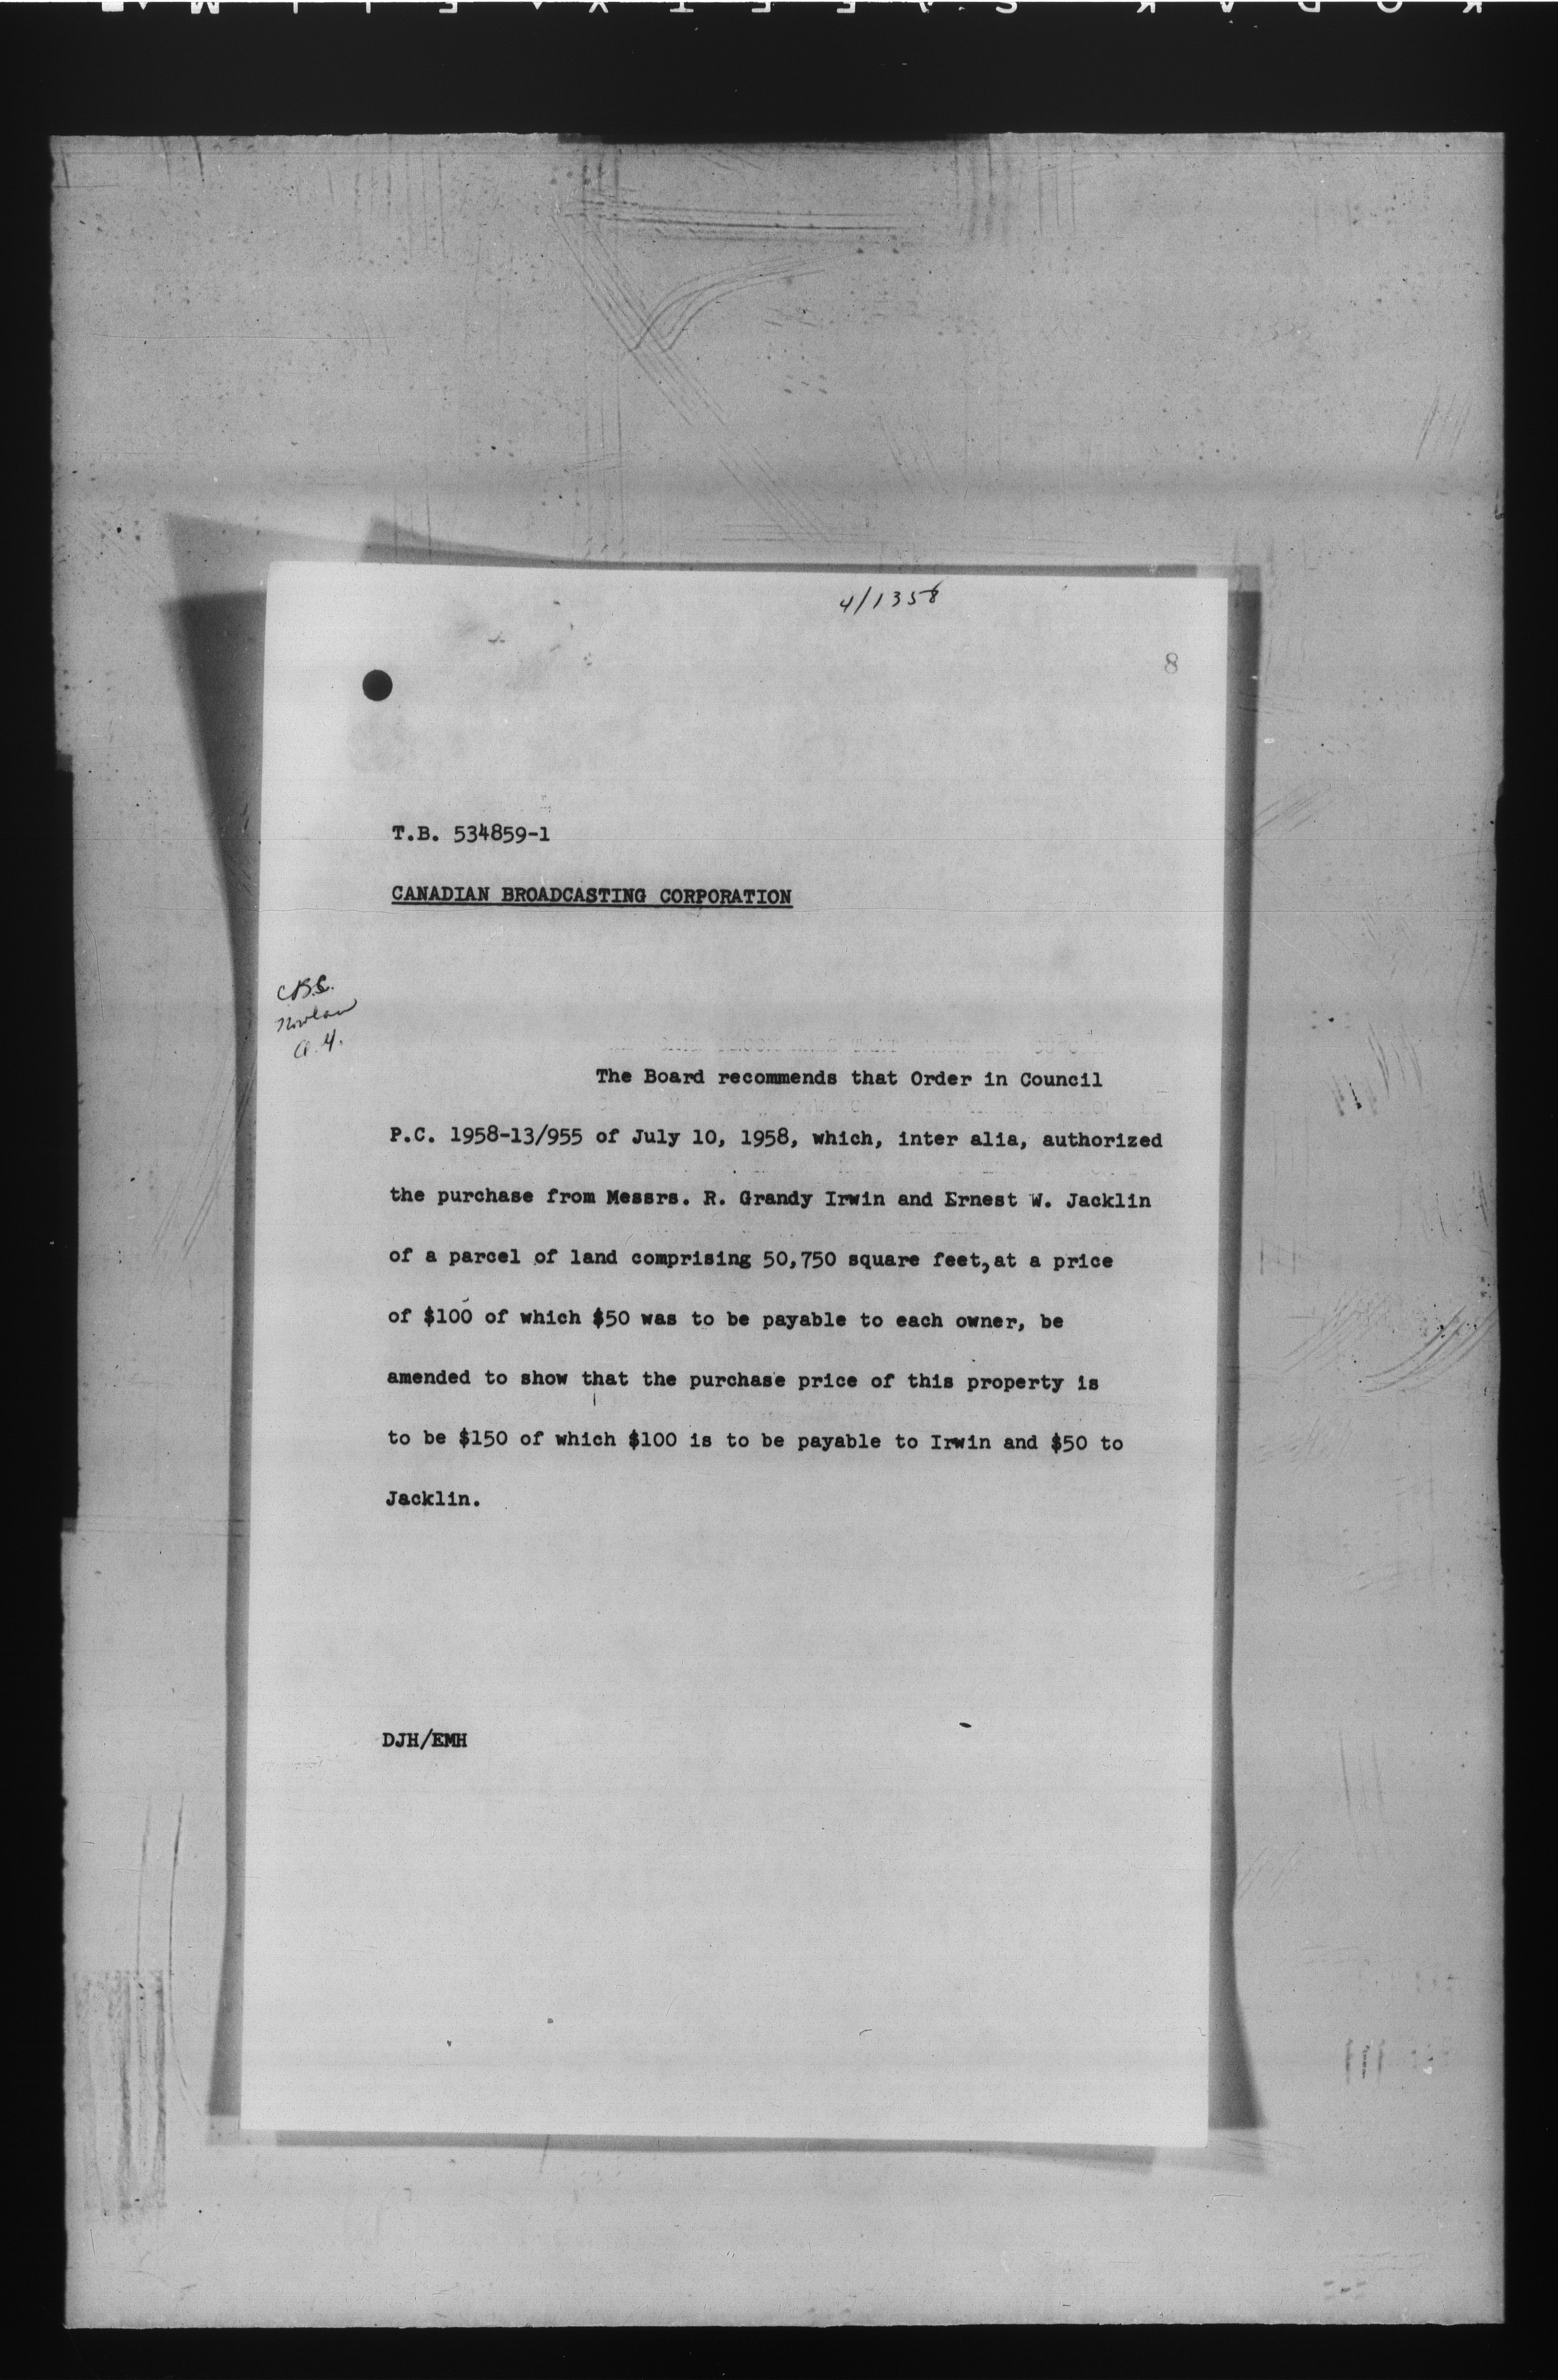 4/1358
8
T.B. 534859-1
CANADIAN BROADCASTING CORPORATION
C.B.C.
Nowlan
The Board recommends that Order in Council
P.C. 1958-13/955 of July 10, 1958, which, inter alia, authorized
the purchase from Messrs. R. Grandy Irwin and Ernest W. Jacklin
of a parcel of land comprising 50,750 square feet, at a price
of $100 of which $50 was to be payable to each owner, be
amended to show that the purchase price of this property is
to be $150 of which $100 is to be payable to Irwin and $50 to
Jacklin.
DJH/EMH